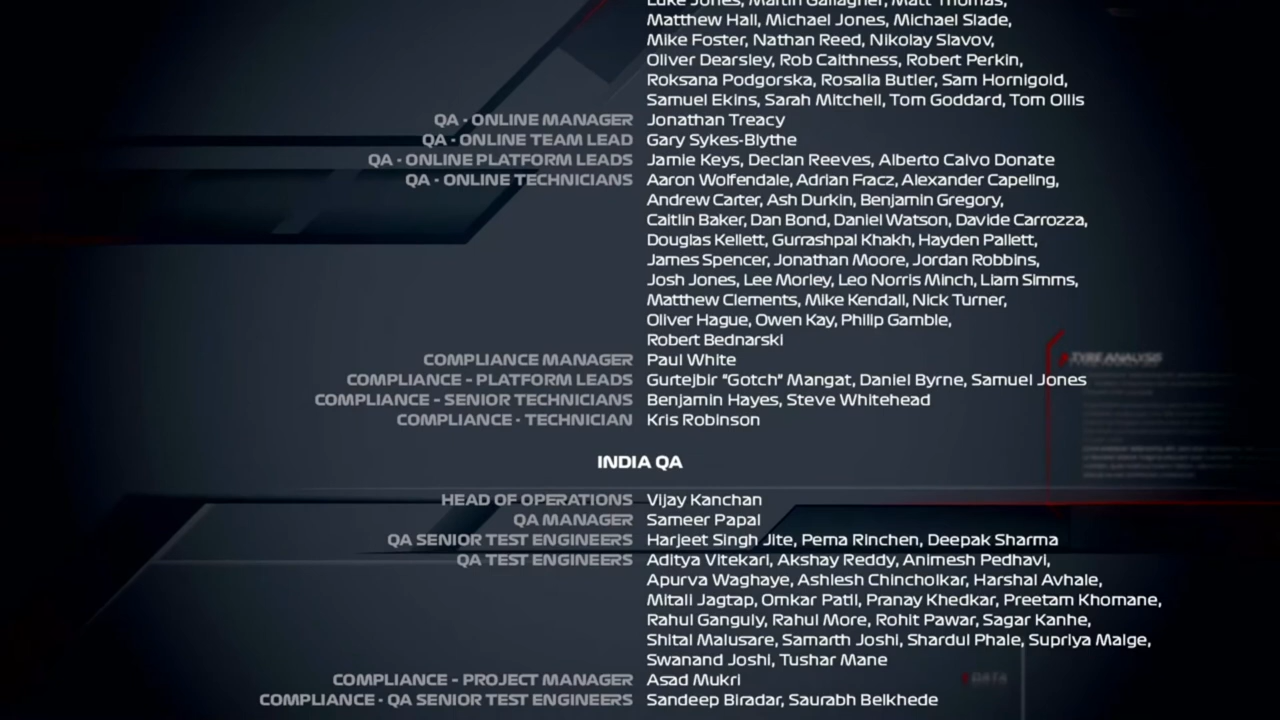 Luke Jones, Martin Gallagher, Matt Thomas,
Matthew Hall, Michael Jones, Michael Slade,
Mike Foster, Nathan Reed, Nikolay Slavov,
Oliver Dearsley, Rob Caithness, Robert Perkin,
Roksana Podgorska, Rosalia Butler, Sam Hornigold,
Samuel Ekins, Sarah Mitchell, Tom Goddard, Tom Ollis
QA - ONLINE MANAGER Jonathan Treacy
QA - ONLINE TEAM LEAD Gary Sykes-Blythe
QA - ONLINE PLATFORM LEADS Jamie Keys, Declan Reeves, Alberto Calvo Donate
QA - ONLINE TECHNICIANS Aaron Wolfendale, Adrian Fracz, Alexander Capeling,
Andrew Carter, Ash Durkin, Benjamin Gregory,
Caitlin Baker, Dan Bond, Daniel Watson, Davide Carrozza,
Douglas Kellett, Gurrashpal Khakh, Hayden Pallett,
James Spencer, Jonathan Moore, Jordan Robbins,
Josh Jones, Lee Morley, Leo Norris Minch, Liam Simms,
Matthew Clements, Mike Kendall, Nick Turner,
Oliver Hague, Owen Kay, Philip Gamble,
Robert Bednarski
COMPLIANCE MANAGER Paul White
COMPLIANCE - PLATFORM LEADS Gurtejbir "Gotch" Mangat, Daniel Byrne, Samuel Jones
COMPLIANCE - SENIOR TECHNICIANS Benjamin Hayes, Steve Whitehead
COMPLIANCE - TECHNICIAN Kris Robinson
TYRE ANALYSIS
INDIA QA
HEAD OF OPERATIONS Vijay Kanchan
QA MANAGER Sameer Papal
QA SENIOR TEST ENGINEERS Harjeet Singh Jite, Pema Rinchen, Deepak Sharma
QA TEST ENGINEERS Aditya Vitekari, Akshay Reddy, Animesh Pedhavi,
Apurva Waghaye, Ashlesh Chincholkar, Harshal Avhale,
Mitali Jagtap, Omkar Patil, Pranay Khedkar, Preetam Khomane,
Rahul Ganguly, Rahul More, Rohit Pawar, Sagar Kanhe,
Shital Malusare, Samarth Joshi, Shardul Phale, Supriya Malge,
Swanand Joshi, Tushar Mane
COMPLIANCE - PROJECT MANAGER Asad Mukri
DATA
COMPLIANCE - QA SENIOR TEST ENGINEERS Sandeep Biradar, Saurabh Belkhede